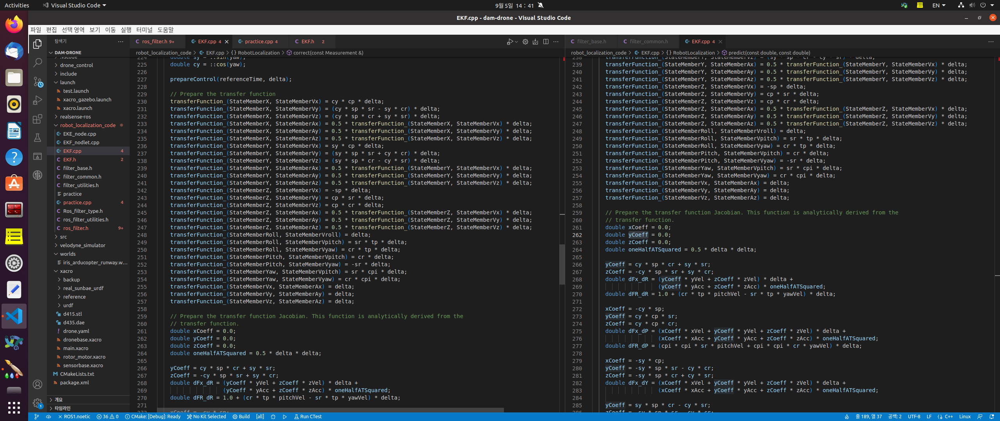 Activities
Visual Studio Code
9월 5일 14 : 41
EN
EKF.cpp - dam-drone - Visual Studio Code
파일 편집 선택 영역 보기 이동 실행 터미널 도움말
탐색기
DAM-DRONE
.vscode
drone_control
include
launch
test.launch
xacro_gazebo.launch
xacro.launch
realsense-ros
robot_localization_code
EKE_node.cpp
EKF_nodlet.cpp
EKF.cpp 4
EKF.h 2
filter_base.h
filter_common.h
filter_utilities.h
practice
practice.cpp 4
Ros_filter_type.h
ros_filter_utilities.h
ros_filter.h 9+
src
velodyne_simulator
worlds
iris_arducopter_runway.w...
xacro
backup
real_sunbae_urdf
reference
urdf
d415.stl
d435.dae
drone.yaml
dronebase.xacro
main.xacro
rotor_motor.xacro
sensorbase.xacro
CMakeLists.txt
package.xml
개요
타임라인
ros_filter.h 9+ EKF.cpp 4 practice.cpp 4 EKF.h 2
robot_localization_code > EKF.cpp > {} RobotLocalization > correct(const Measurement &)
224 double sy = ::sin(yaw);
225 double cy = ::cos(yaw);
226
227 prepareControl(referenceTime, delta);
228
229 // Prepare the transfer function
230 transferFunction_(StateMemberX, StateMemberVx) = cy * cp * delta;
231 transferFunction_(StateMemberX, StateMemberVy) = (cy * sp * sr - sy * cr) * delta;
232 transferFunction_(StateMemberX, StateMemberVz) = (cy * sp * cr + sy * sr) * delta;
233 transferFunction_(StateMemberX, StateMemberAx) = 0.5 * transferFunction_(StateMemberX, StateMemberVx) * delta;
234 transferFunction_(StateMemberX, StateMemberAy) = 0.5 * transferFunction_(StateMemberX, StateMemberVy) * delta;
235 transferFunction_(StateMemberX, StateMemberAz) = 0.5 * transferFunction_(StateMemberX, StateMemberVz) * delta;
236 transferFunction_(StateMemberY, StateMemberVx) = sy * cp * delta;
237 transferFunction_(StateMemberY, StateMemberVy) = (sy * sp * sr + cy * cr) * delta;
238 transferFunction_(StateMemberY, StateMemberVz) = (sy * sp * cr - cy * sr) * delta;
239 transferFunction_(StateMemberY, StateMemberAx) = 0.5 * transferFunction_(StateMemberY, StateMemberVx) * delta;
240 transferFunction_(StateMemberY, StateMemberAy) = 0.5 * transferFunction_(StateMemberY, StateMemberVy) * delta;
241 transferFunction_(StateMemberY, StateMemberAz) = 0.5 * transferFunction_(StateMemberY, StateMemberVz) * delta;
242 transferFunction_(StateMemberZ, StateMemberVx) = -sp * delta;
243 transferFunction_(StateMemberZ, StateMemberVy) = cp * sr * delta;
244 transferFunction_(StateMemberZ, StateMemberVz) = cp * cr * delta;
245 transferFunction_(StateMemberZ, StateMemberAx) = 0.5 * transferFunction_(StateMemberZ, StateMemberVx) * delta;
246 transferFunction_(StateMemberZ, StateMemberAy) = 0.5 * transferFunction_(StateMemberZ, StateMemberVy) * delta;
247 transferFunction_(StateMemberZ, StateMemberAz) = 0.5 * transferFunction_(StateMemberZ, StateMemberVz) * delta;
248 transferFunction_(StateMemberRoll, StateMemberVroll) = delta;
249 transferFunction_(StateMemberRoll, StateMemberVpitch) = sr * tp * delta;
250 transferFunction_(StateMemberRoll, StateMemberVyaw) = cr * tp * delta;
251 transferFunction_(StateMemberPitch, StateMemberVpitch) = cr * delta;
252 transferFunction_(StateMemberPitch, StateMemberVyaw) = -sr * delta;
253 transferFunction_(StateMemberYaw, StateMemberVpitch) = sr * cpi * delta;
254 transferFunction_(StateMemberYaw, StateMemberVyaw) = cr * cpi * delta;
255 transferFunction_(StateMemberVx, StateMemberAx) = delta;
256 transferFunction_(StateMemberVy, StateMemberAy) = delta;
257 transferFunction_(StateMemberVz, StateMemberAz) = delta;
258
259 // Prepare the transfer function Jacobian. This function is analytically derived from the
260 // transfer function.
261 double xCoeff = 0.0;
262 double yCoeff = 0.0;
263 double zCoeff = 0.0;
264 double oneHalfATSquared = 0.5 * delta * delta;
265
266 yCoeff = cy * sp * cr + sy * sr;
267 zCoeff = -cy * sp * sr + sy * cr;
268 double dFx_dR = (yCoeff * yVel + zCoeff * zVel) * delta +
269 (yCoeff * yAcc + zCoeff * zAcc) * oneHalfATSquared;
270 double dFR_dR = 1.0 + (cr * tp * pitchVel - sr * tp * yawVel) * delta;
271
272 xCoeff = -cy * sp;
filter_base.h filter_common.h EKF.cpp 4
robot_localization_code > EKF.cpp > {} RobotLocalization > predict(const double, const double)
238 transferFunction_(StateMemberY, StateMemberVz) = (sy * sp * cr - cy * sr) * delta;
239 transferFunction_(StateMemberY, StateMemberAx) = 0.5 * transferFunction_(StateMemberY, StateMemberVx) * delta;
240 transferFunction_(StateMemberY, StateMemberAy) = 0.5 * transferFunction_(StateMemberY, StateMemberVy) * delta;
241 transferFunction_(StateMemberY, StateMemberAz) = 0.5 * transferFunction_(StateMemberY, StateMemberVz) * delta;
242 transferFunction_(StateMemberZ, StateMemberVx) = -sp * delta;
243 transferFunction_(StateMemberZ, StateMemberVy) = cp * sr * delta;
244 transferFunction_(StateMemberZ, StateMemberVz) = cp * cr * delta;
245 transferFunction_(StateMemberZ, StateMemberAx) = 0.5 * transferFunction_(StateMemberZ, StateMemberVx) * delta;
246 transferFunction_(StateMemberZ, StateMemberAy) = 0.5 * transferFunction_(StateMemberZ, StateMemberVy) * delta;
247 transferFunction_(StateMemberZ, StateMemberAz) = 0.5 * transferFunction_(StateMemberZ, StateMemberVz) * delta;
248 transferFunction_(StateMemberRoll, StateMemberVroll) = delta;
249 transferFunction_(StateMemberRoll, StateMemberVpitch) = sr * tp * delta;
250 transferFunction_(StateMemberRoll, StateMemberVyaw) = cr * tp * delta;
251 transferFunction_(StateMemberPitch, StateMemberVpitch) = cr * delta;
252 transferFunction_(StateMemberPitch, StateMemberVyaw) = -sr * delta;
253 transferFunction_(StateMemberYaw, StateMemberVpitch) = sr * cpi * delta;
254 transferFunction_(StateMemberYaw, StateMemberVyaw) = cr * cpi * delta;
255 transferFunction_(StateMemberVx, StateMemberAx) = delta;
256 transferFunction_(StateMemberVy, StateMemberAy) = delta;
257 transferFunction_(StateMemberVz, StateMemberAz) = delta;
258
259 // Prepare the transfer function Jacobian. This function is analytically derived from the
260 // transfer function.
261 double xCoeff = 0.0;
262 double yCoeff = 0.0;
263 double zCoeff = 0.0;
264 double oneHalfATSquared = 0.5 * delta * delta;
265
266 yCoeff = cy * sp * cr + sy * sr;
267 zCoeff = -cy * sp * sr + sy * cr;
268 double dFx_dR = (yCoeff * yVel + zCoeff * zVel) * delta +
269 (yCoeff * yAcc + zCoeff * zAcc) * oneHalfATSquared;
270 double dFR_dR = 1.0 + (cr * tp * pitchVel - sr * tp * yawVel) * delta;
271
272 xCoeff = -cy * sp;
273 yCoeff = cy * cp * sr;
274 zCoeff = cy * cp * cr;
275 double dFx_dP = (xCoeff * xVel + yCoeff * yVel + zCoeff * zVel) * delta +
276 (xCoeff * xAcc + yCoeff * yAcc + zCoeff * zAcc) * oneHalfATSquared;
277 double dFR_dP = (cpi * cpi * sr * pitchVel + cpi * cpi * cr * yawVel) * delta;
278
279 xCoeff = -sy * cp;
280 yCoeff = -sy * sp * sr - cy * cr;
281 zCoeff = -sy * sp * cr + cy * sr;
282 double dFx_dY = (xCoeff * xVel + yCoeff * yVel + zCoeff * zVel) * delta +
283 (xCoeff * xAcc + yCoeff * yAcc + zCoeff * zAcc) * oneHalfATSquared;
284
285 yCoeff = sy * sp * cr - cy * sr;
286 zCoeff = -sy * sp * sr - cy * cr;
1
ROS1.noetic 36 0 CMake: [Debug]: Ready No Kit Selected Build [all] Run CTest
줄 189, 열 37 공백: 2 UTF-8 LF C++ Linux